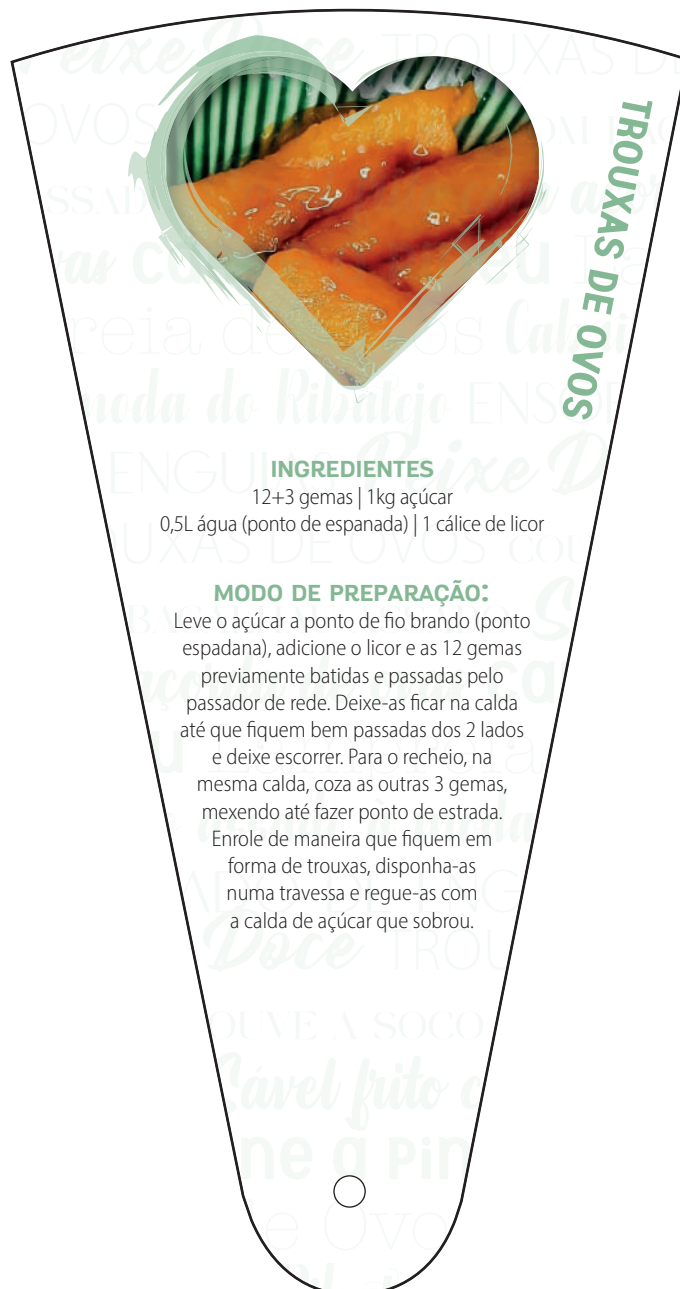 TROUXAS DE OVOS
INGREDIENTES
12+3 gemas | 1kg açúcar
0,5L água (ponto de espanada) | 1 cálice de licor
MODO DE PREPARAÇÃO:
Leve o açúcar a ponto de fio brando (ponto
espadana), adicione o licor e as 12 gemas
previamente batidas e passadas pelo
passador de rede. Deixe-as ficar na calda
até que fiquem bem passadas dos 2 lados
e deixe escorrer. Para o recheio, na
mesma calda, coza as outras 3 gemas,
mexendo até fazer ponto de estrada.
Enrole de maneira que fiquem em
forma de trouxas, disponha-as
numa travessa e regue-as com
a calda de açúcar que sobrou.